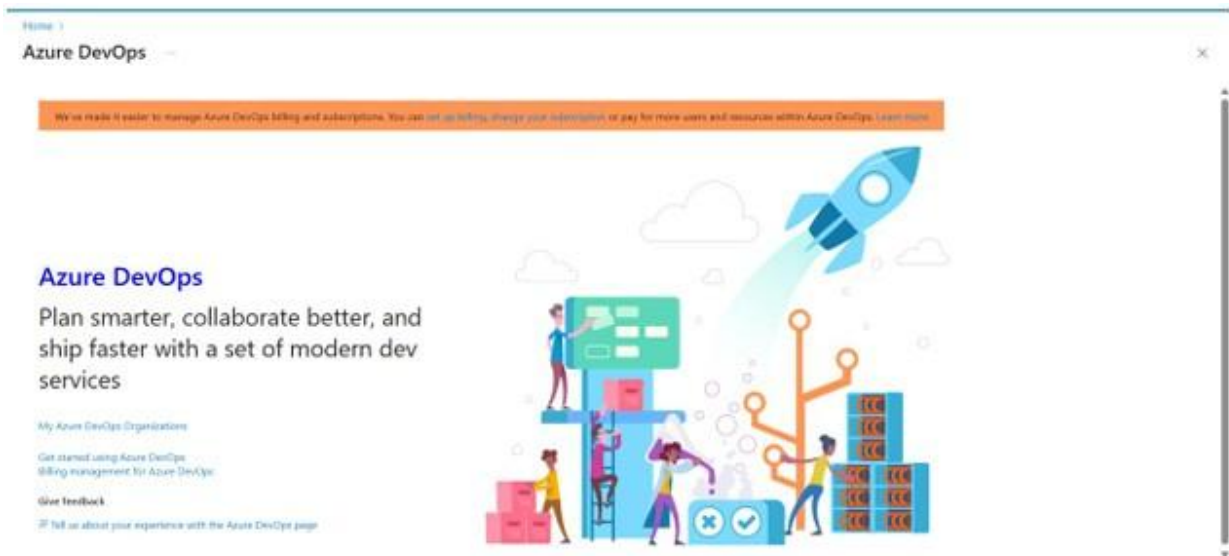 Home >
Azure DevOps ...
We've made it easier to manage Azure DevOps billing and subscriptions. You can set up billing, change your subscription, or pay for more users and resources within Azure DevOps. Learn more
Azure DevOps
Plan smarter, collaborate better, and
ship faster with a set of modern dev
services
My Azure DevOps Organizations
Get started using Azure DevOps
Billing management for Azure DevOps
Give feedback
Tell us about your experience with the Azure DevOps page